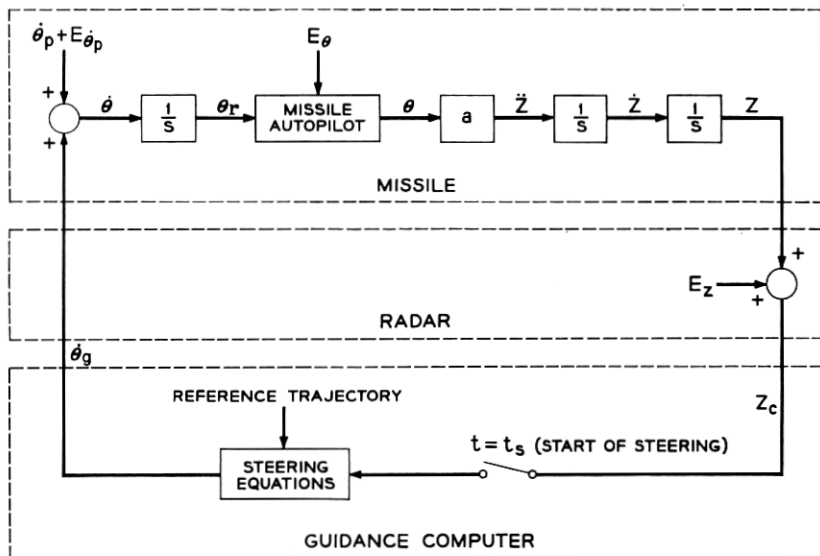 θ̇p + Eθ̇p
Eθ
+
+
θ̇
1/S
θr
MISSILE
AUTOPILOT
θ
a
Z̈
1/S
Ż
1/S
Z
MISSILE
+
Ez
+
RADAR
θ̇g
REFERENCE TRAJECTORY
Zc
t = ts (START OF STEERING)
STEERING
EQUATIONS
GUIDANCE COMPUTER